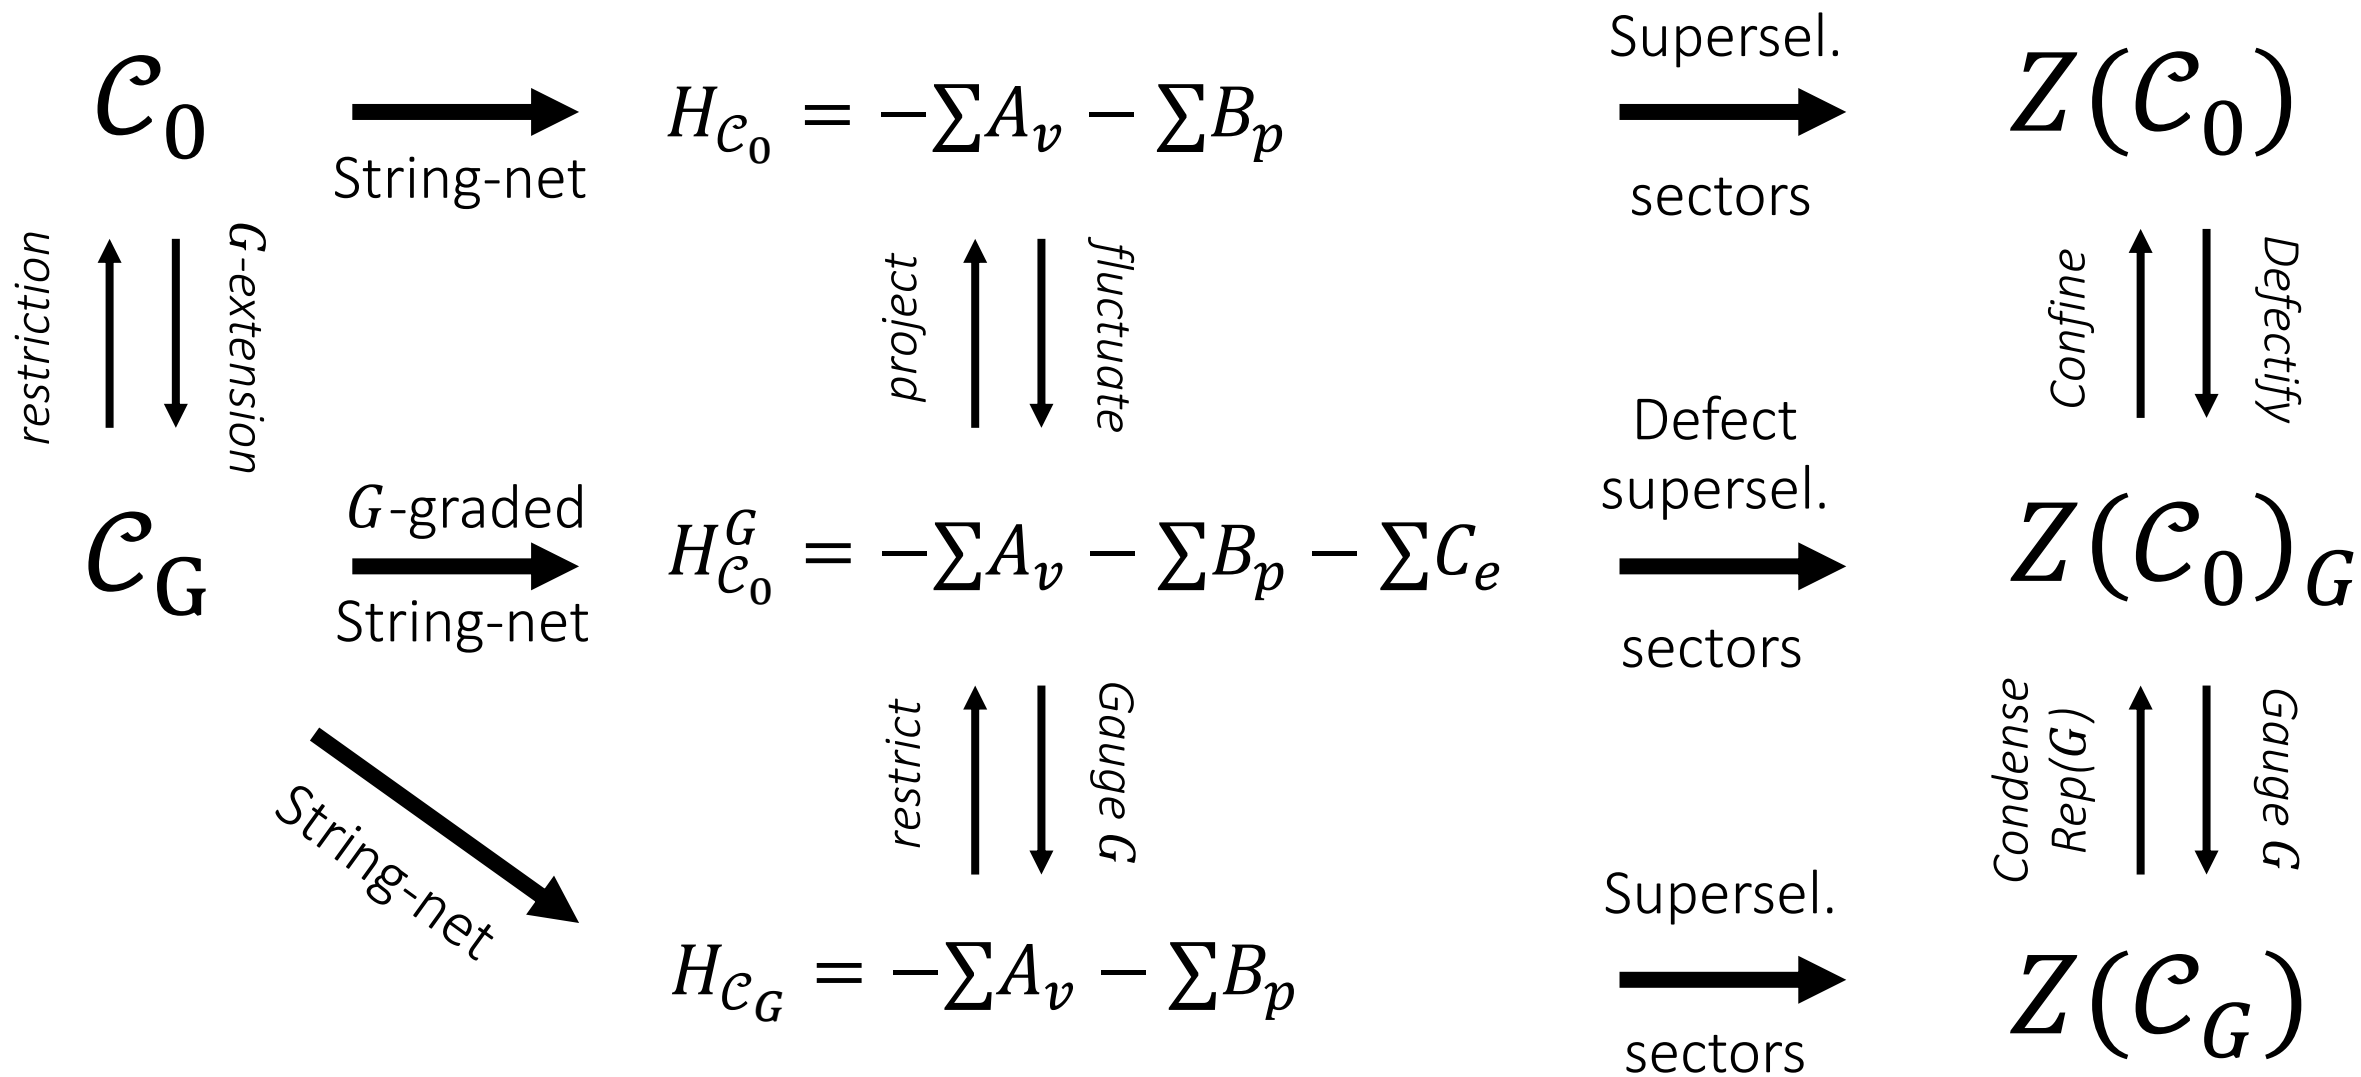 𝒞₀
String-net
H_{𝒞₀} = −∑A_v − ∑B_p
Supersel.
sectors
Z(𝒞₀)
restriction
G-extension
project
fluctuate
Confine
Defectify
𝒞_G
G-graded
String-net
H^G_{𝒞₀} = −∑A_v − ∑B_p − ∑C_e
Defect
supersel.
sectors
Z(𝒞₀)_G
String-net
restrict
Gauge G
Condense
Rep(G)
Gauge G
H_{𝒞_G} = −∑A_v − ∑B_p
Supersel.
sectors
Z(𝒞_G)